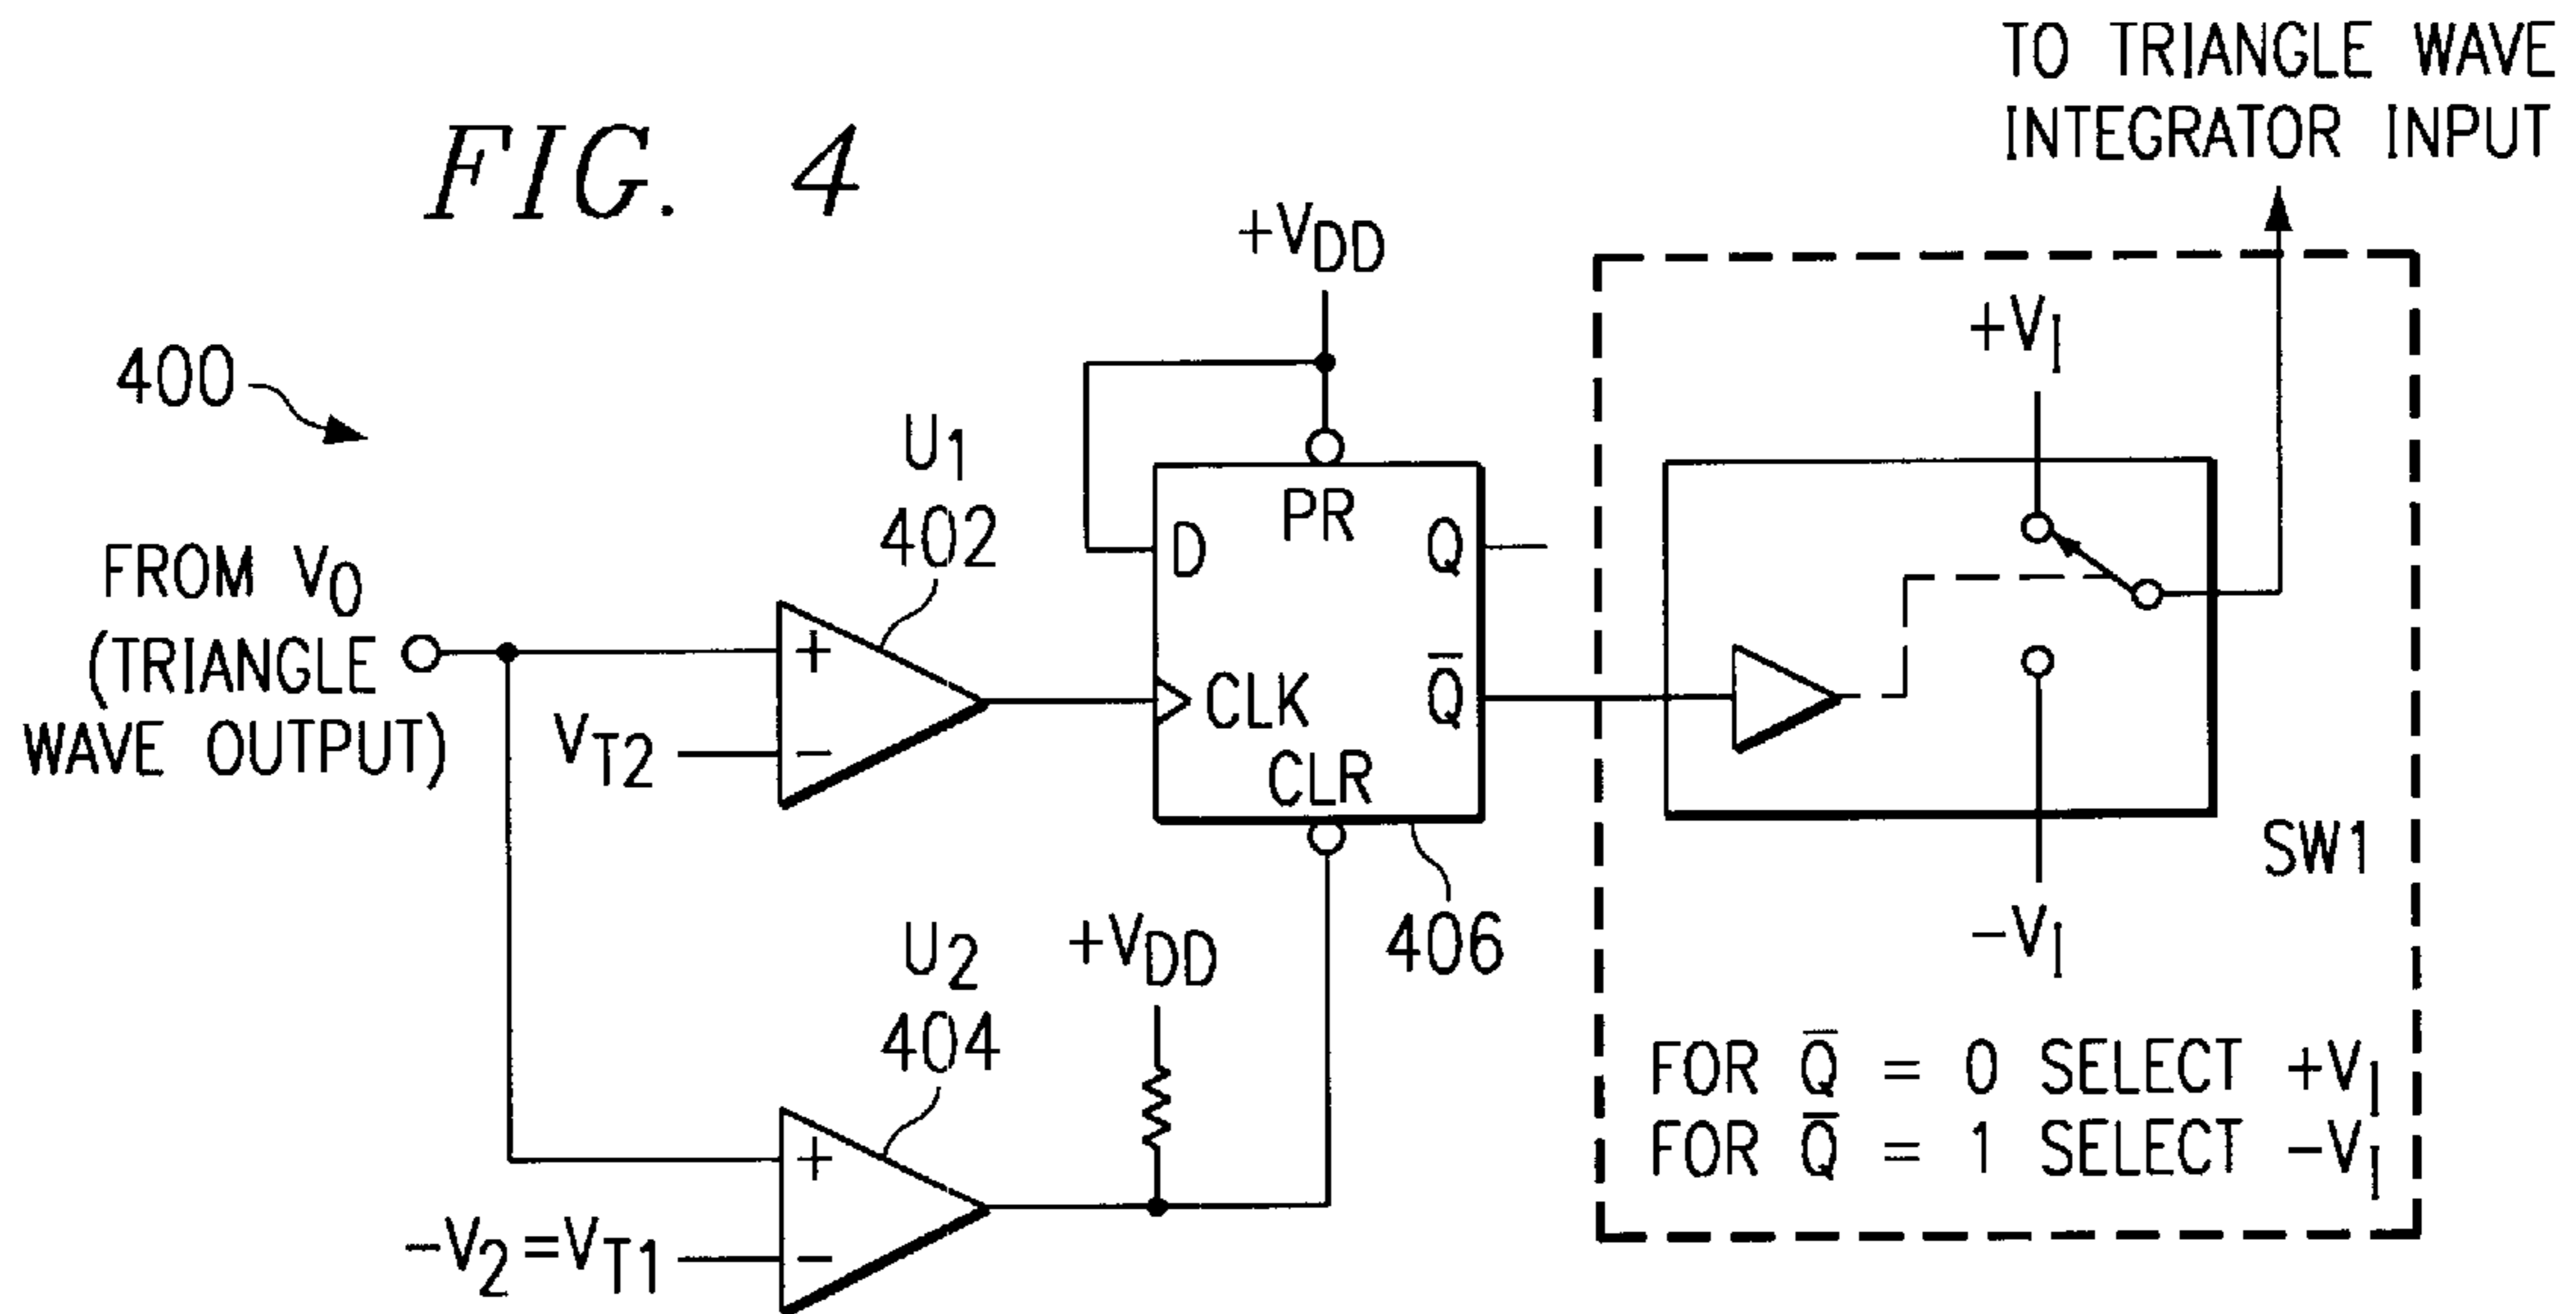 TO TRIANGLE WAVE
INTEGRATOR INPUT
FIG. 4
+VDD
+VI
400
U1
402
PR
D
Q
FROM VO
(TRIANGLE
WAVE OUTPUT)
+
CLK
Q̅
VT2
−
CLR
SW1
−VI
406
U2
404
+VDD
FOR Q̅ = 0 SELECT +VI
FOR Q̅ = 1 SELECT −VI
+
−V2=VT1
−